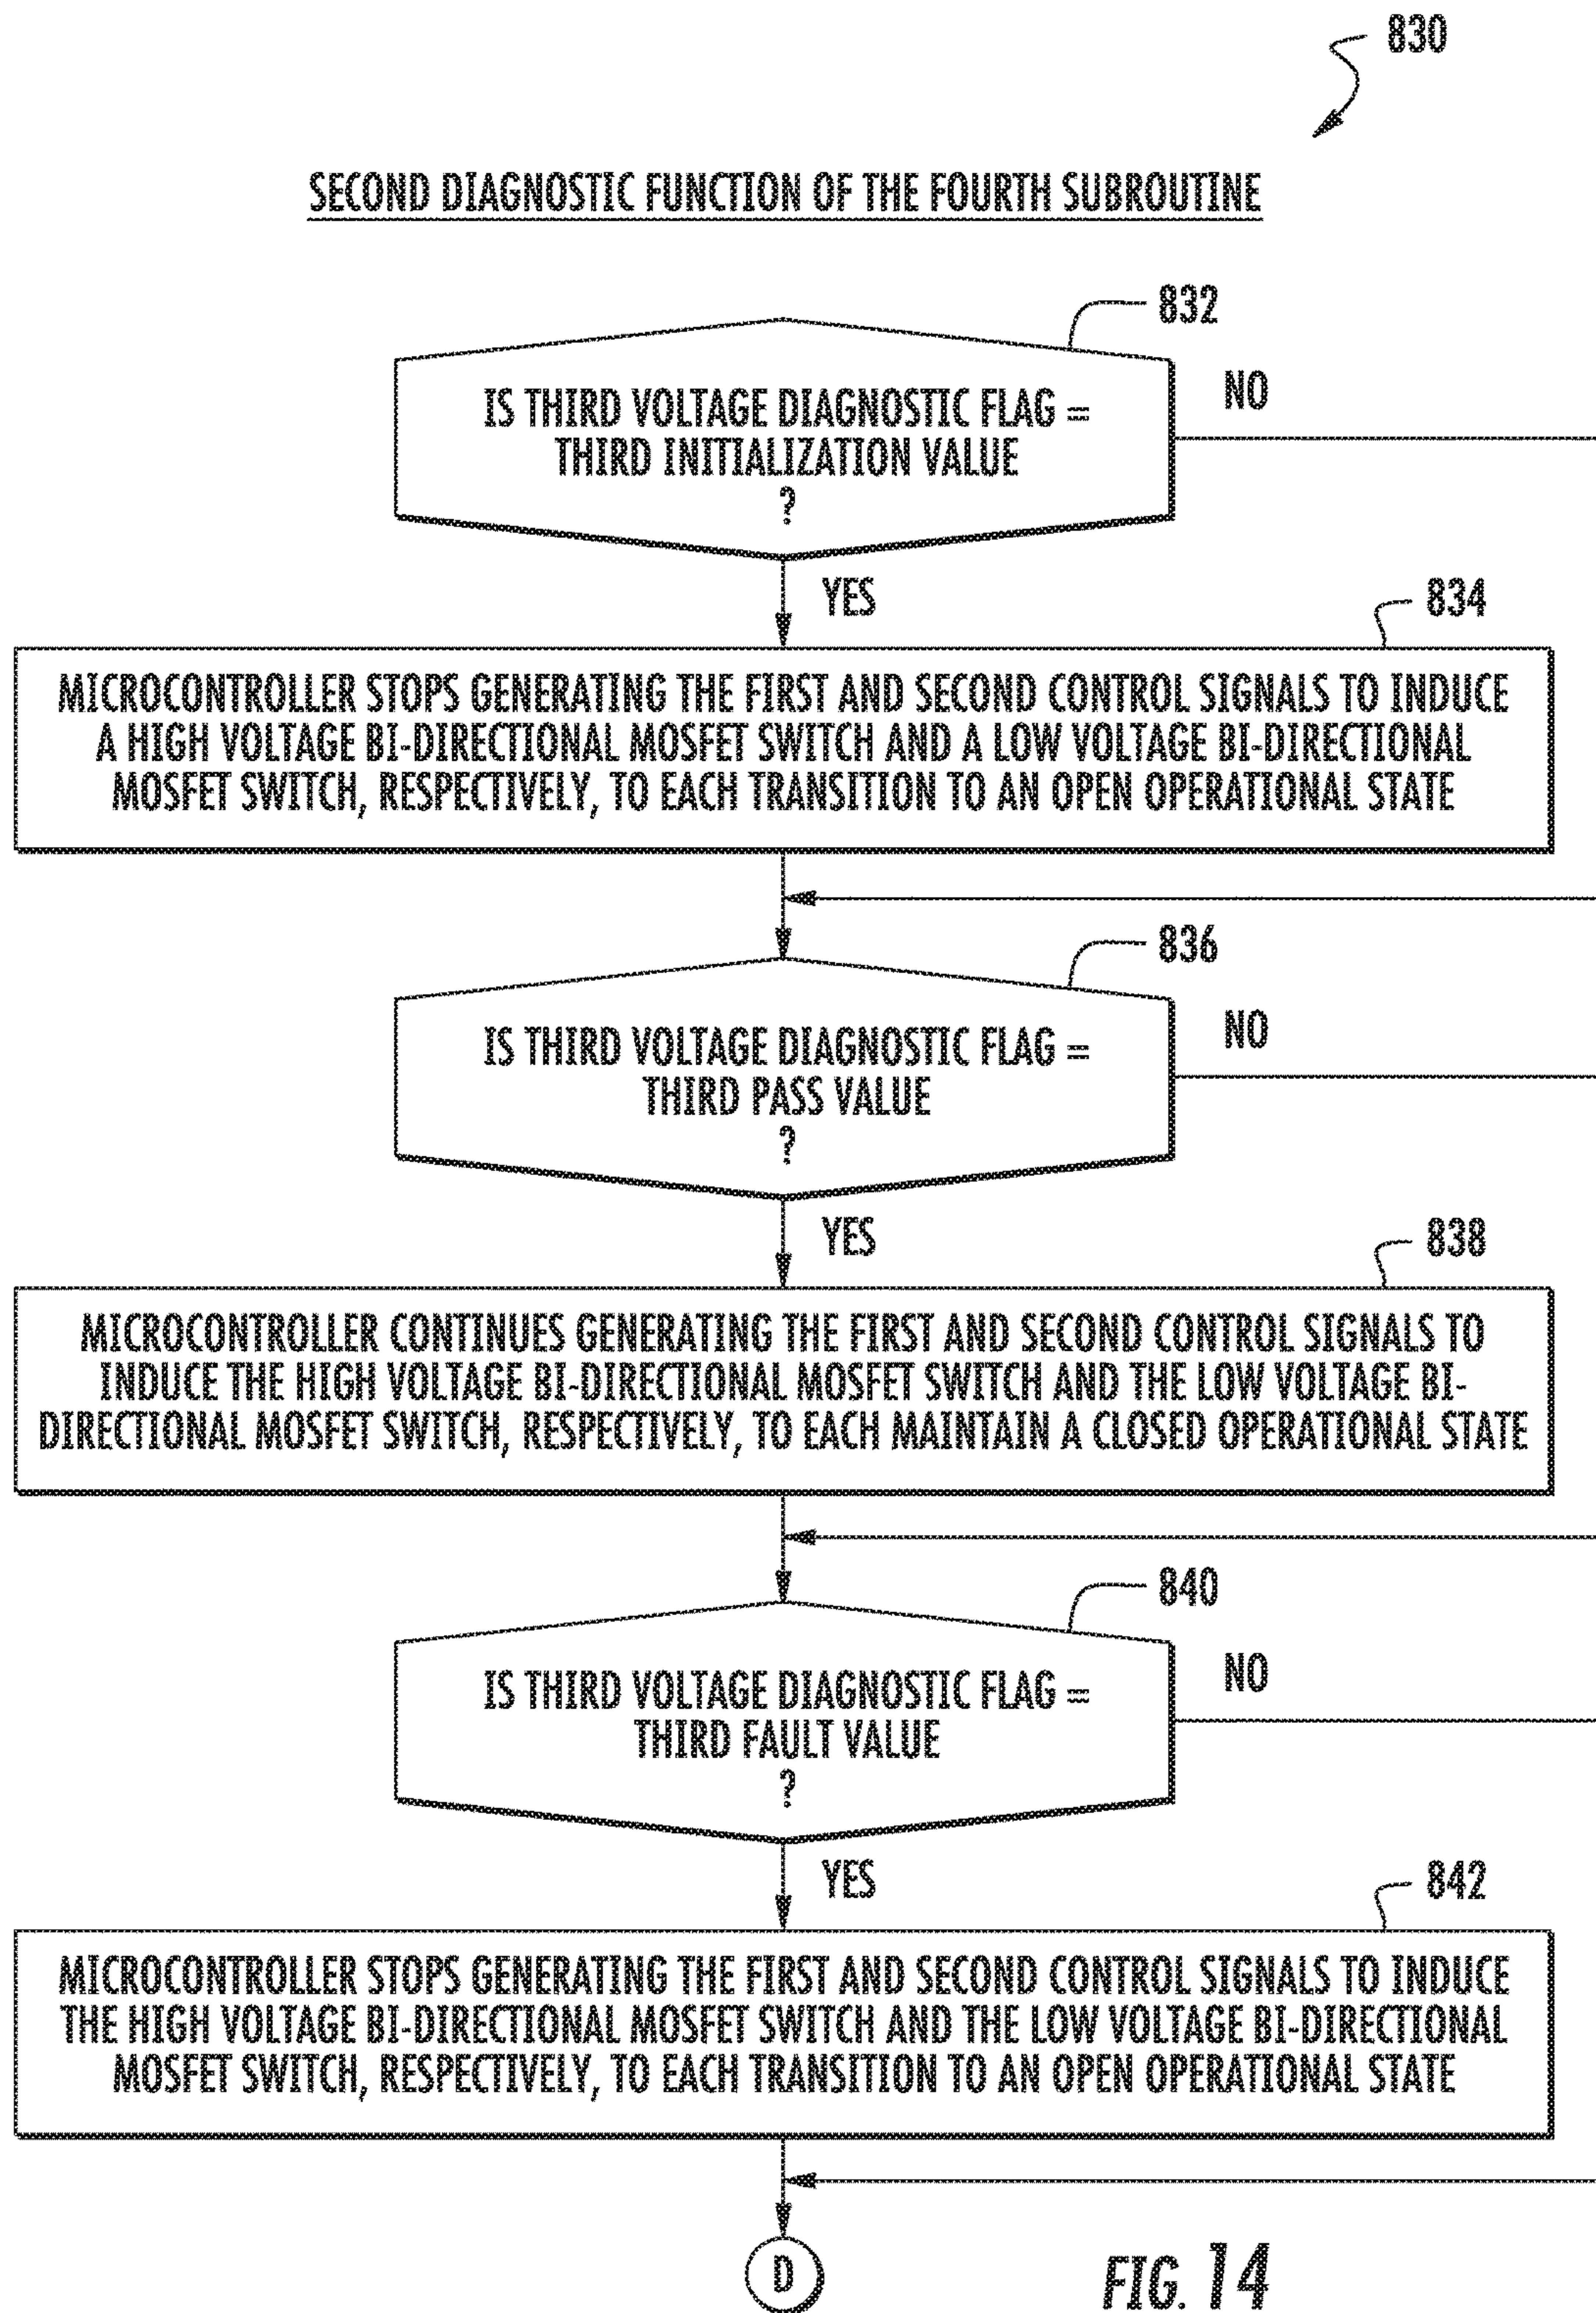 830
SECOND DIAGNOSTIC FUNCTION OF THE FOURTH SUBROUTINE
832
IS THIRD VOLTAGE DIAGNOSTIC FLAG =
THIRD INITIALIZATION VALUE
?
NO
YES
834
MICROCONTROLLER STOPS GENERATING THE FIRST AND SECOND CONTROL SIGNALS TO INDUCE
A HIGH VOLTAGE BI-DIRECTIONAL MOSFET SWITCH AND A LOW VOLTAGE BI-DIRECTIONAL
MOSFET SWITCH, RESPECTIVELY, TO EACH TRANSITION TO AN OPEN OPERATIONAL STATE
836
IS THIRD VOLTAGE DIAGNOSTIC FLAG =
THIRD PASS VALUE
?
NO
YES
838
MICROCONTROLLER CONTINUES GENERATING THE FIRST AND SECOND CONTROL SIGNALS TO
INDUCE THE HIGH VOLTAGE BI-DIRECTIONAL MOSFET SWITCH AND THE LOW VOLTAGE BI-
DIRECTIONAL MOSFET SWITCH, RESPECTIVELY, TO EACH MAINTAIN A CLOSED OPERATIONAL STATE
840
IS THIRD VOLTAGE DIAGNOSTIC FLAG =
THIRD FAULT VALUE
?
NO
YES
842
MICROCONTROLLER STOPS GENERATING THE FIRST AND SECOND CONTROL SIGNALS TO INDUCE
THE HIGH VOLTAGE BI-DIRECTIONAL MOSFET SWITCH AND THE LOW VOLTAGE BI-DIRECTIONAL
MOSFET SWITCH, RESPECTIVELY, TO EACH TRANSITION TO AN OPEN OPERATIONAL STATE
D
FIG. 14